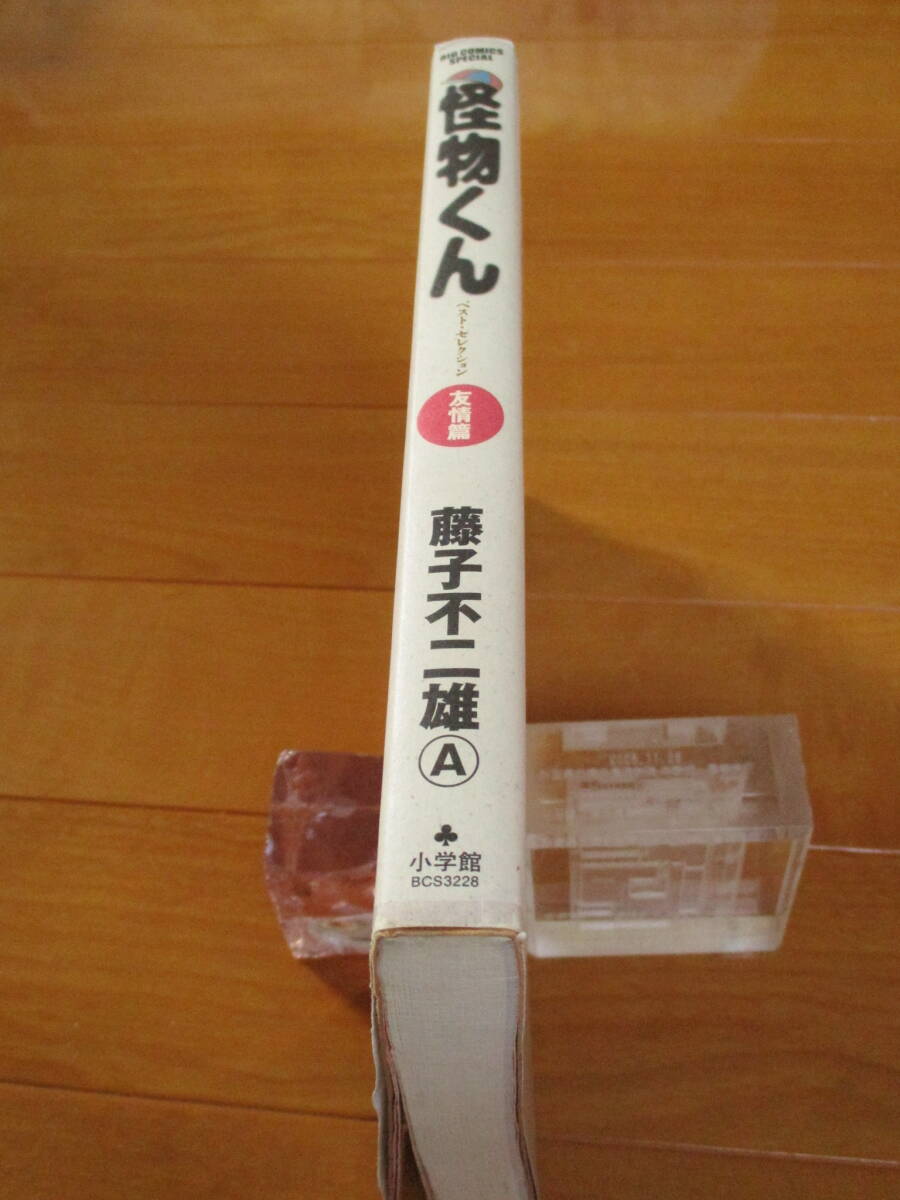 BIG COMICS
SPECIAL
怪物くん
ベスト・セレクション
友情篇
藤子不二雄Ⓐ
小学館
BCS3228